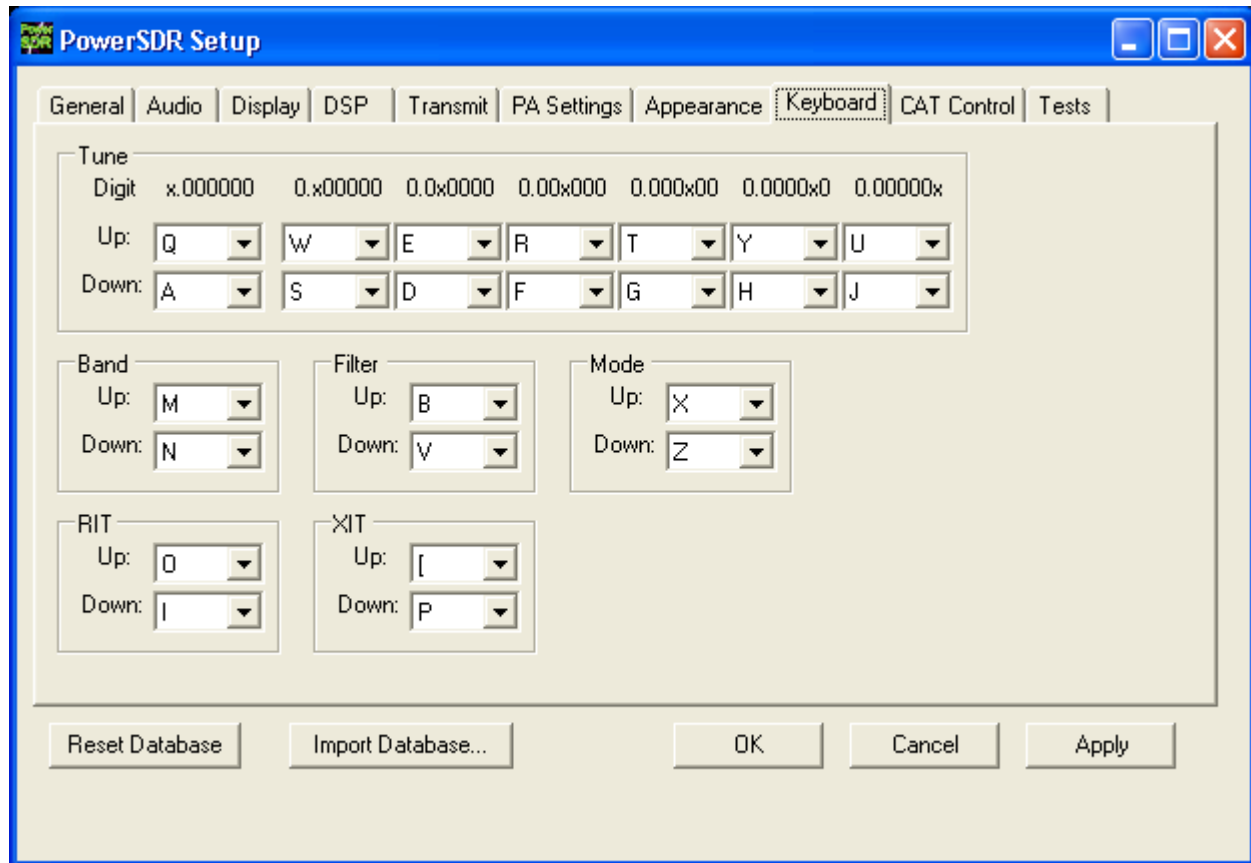 Power SDR PowerSDR Setup
General Audio Display DSP Transmit PA Settings Appearance Keyboard CAT Control Tests
Tune
Digit x.000000 0.x00000 0.0x0000 0.00x000 0.000x00 0.0000x0 0.00000x
Up: Q W E R T Y U
Down: A S D F G H J
Band Filter Mode
Up: M Up: B Up: X
Down: N Down: V Down: Z
RIT XIT
Up: O Up: [
Down: I Down: P
Reset Database Import Database... OK Cancel Apply